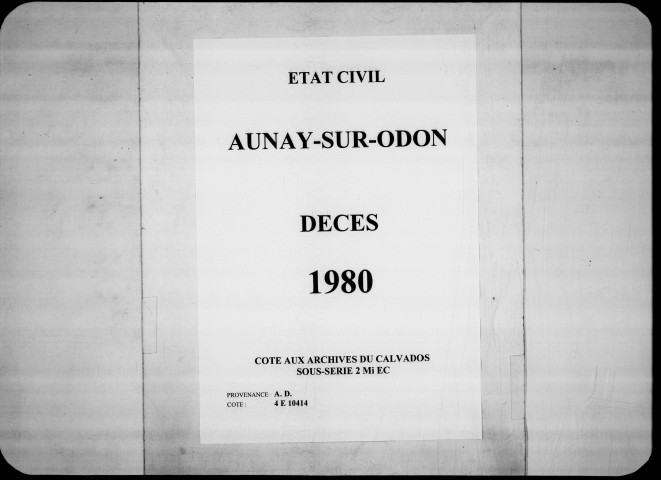 ETAT CIVIL
AUNAY-SUR-ODON
DECES
1980
COTE AUX ARCHIVES DU CALVADOS
SOUS-SERIE 2 Mi EC
PROVENANCE : A. D.
COTE : 4 E 10414